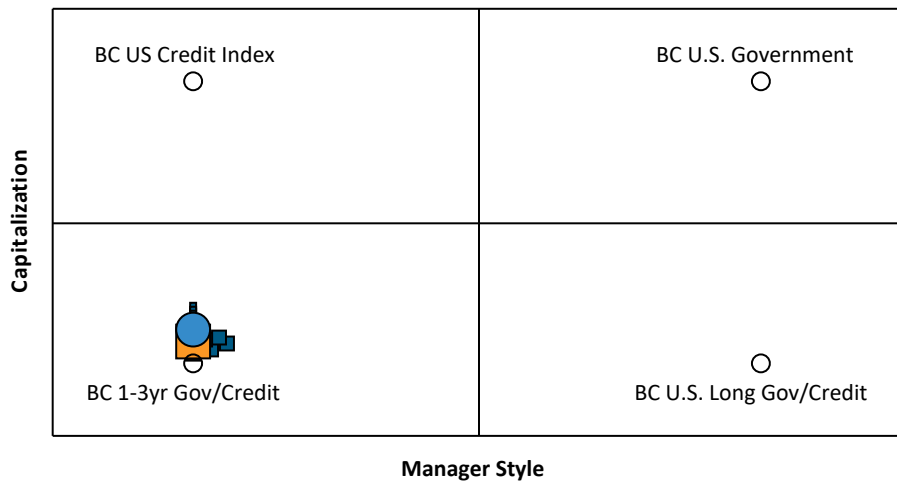 BC US Credit Index
BC U.S. Government
Capitalization
BC 1-3yr Gov/Credit
BC U.S. Long Gov/Credit
Manager Style